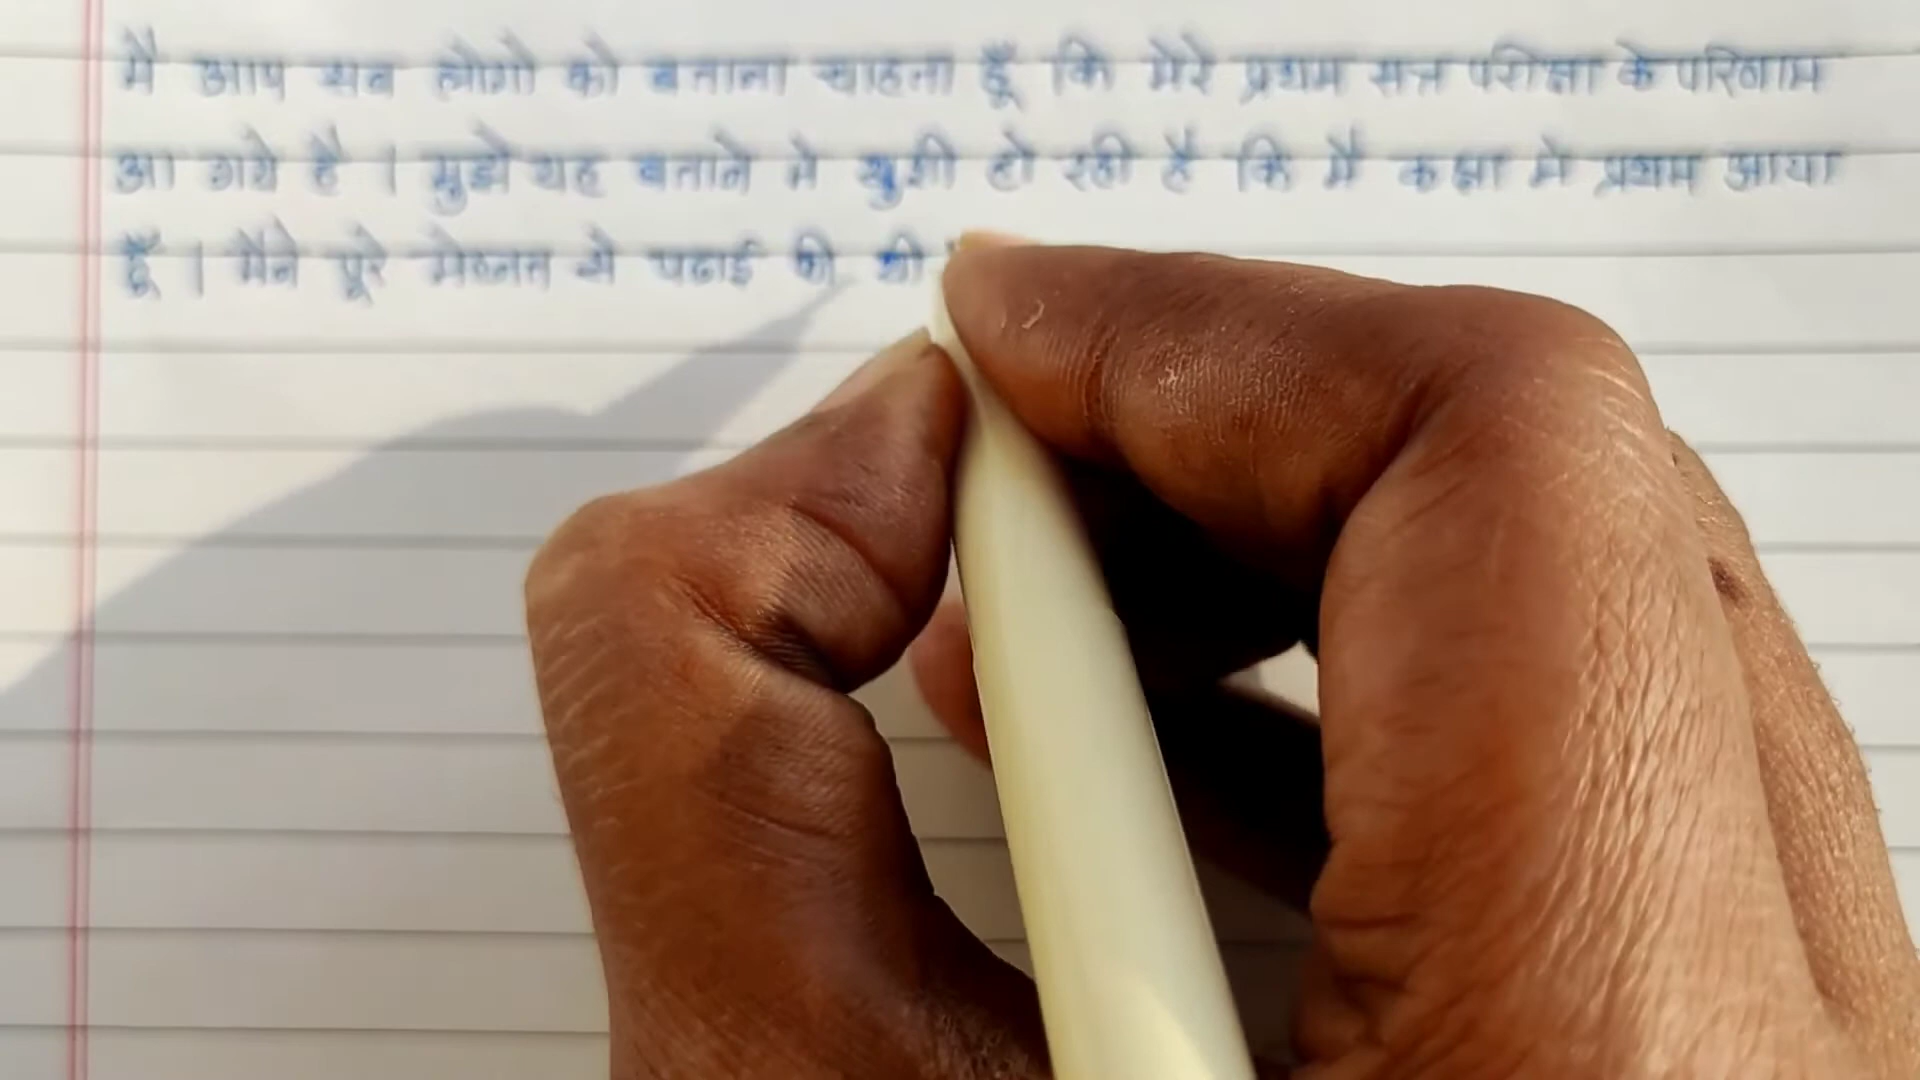 मै आप सब लोगो को बताना चाहता हूँ कि मेरे प्रथम सत्र परीक्षा के परिणाम
आ गये है । मुझे यह बताने मे खुशी हो रही है कि मै कक्षा मे प्रथम आया
हूँ । मैने पूरे मेहनत से पढाई की थी